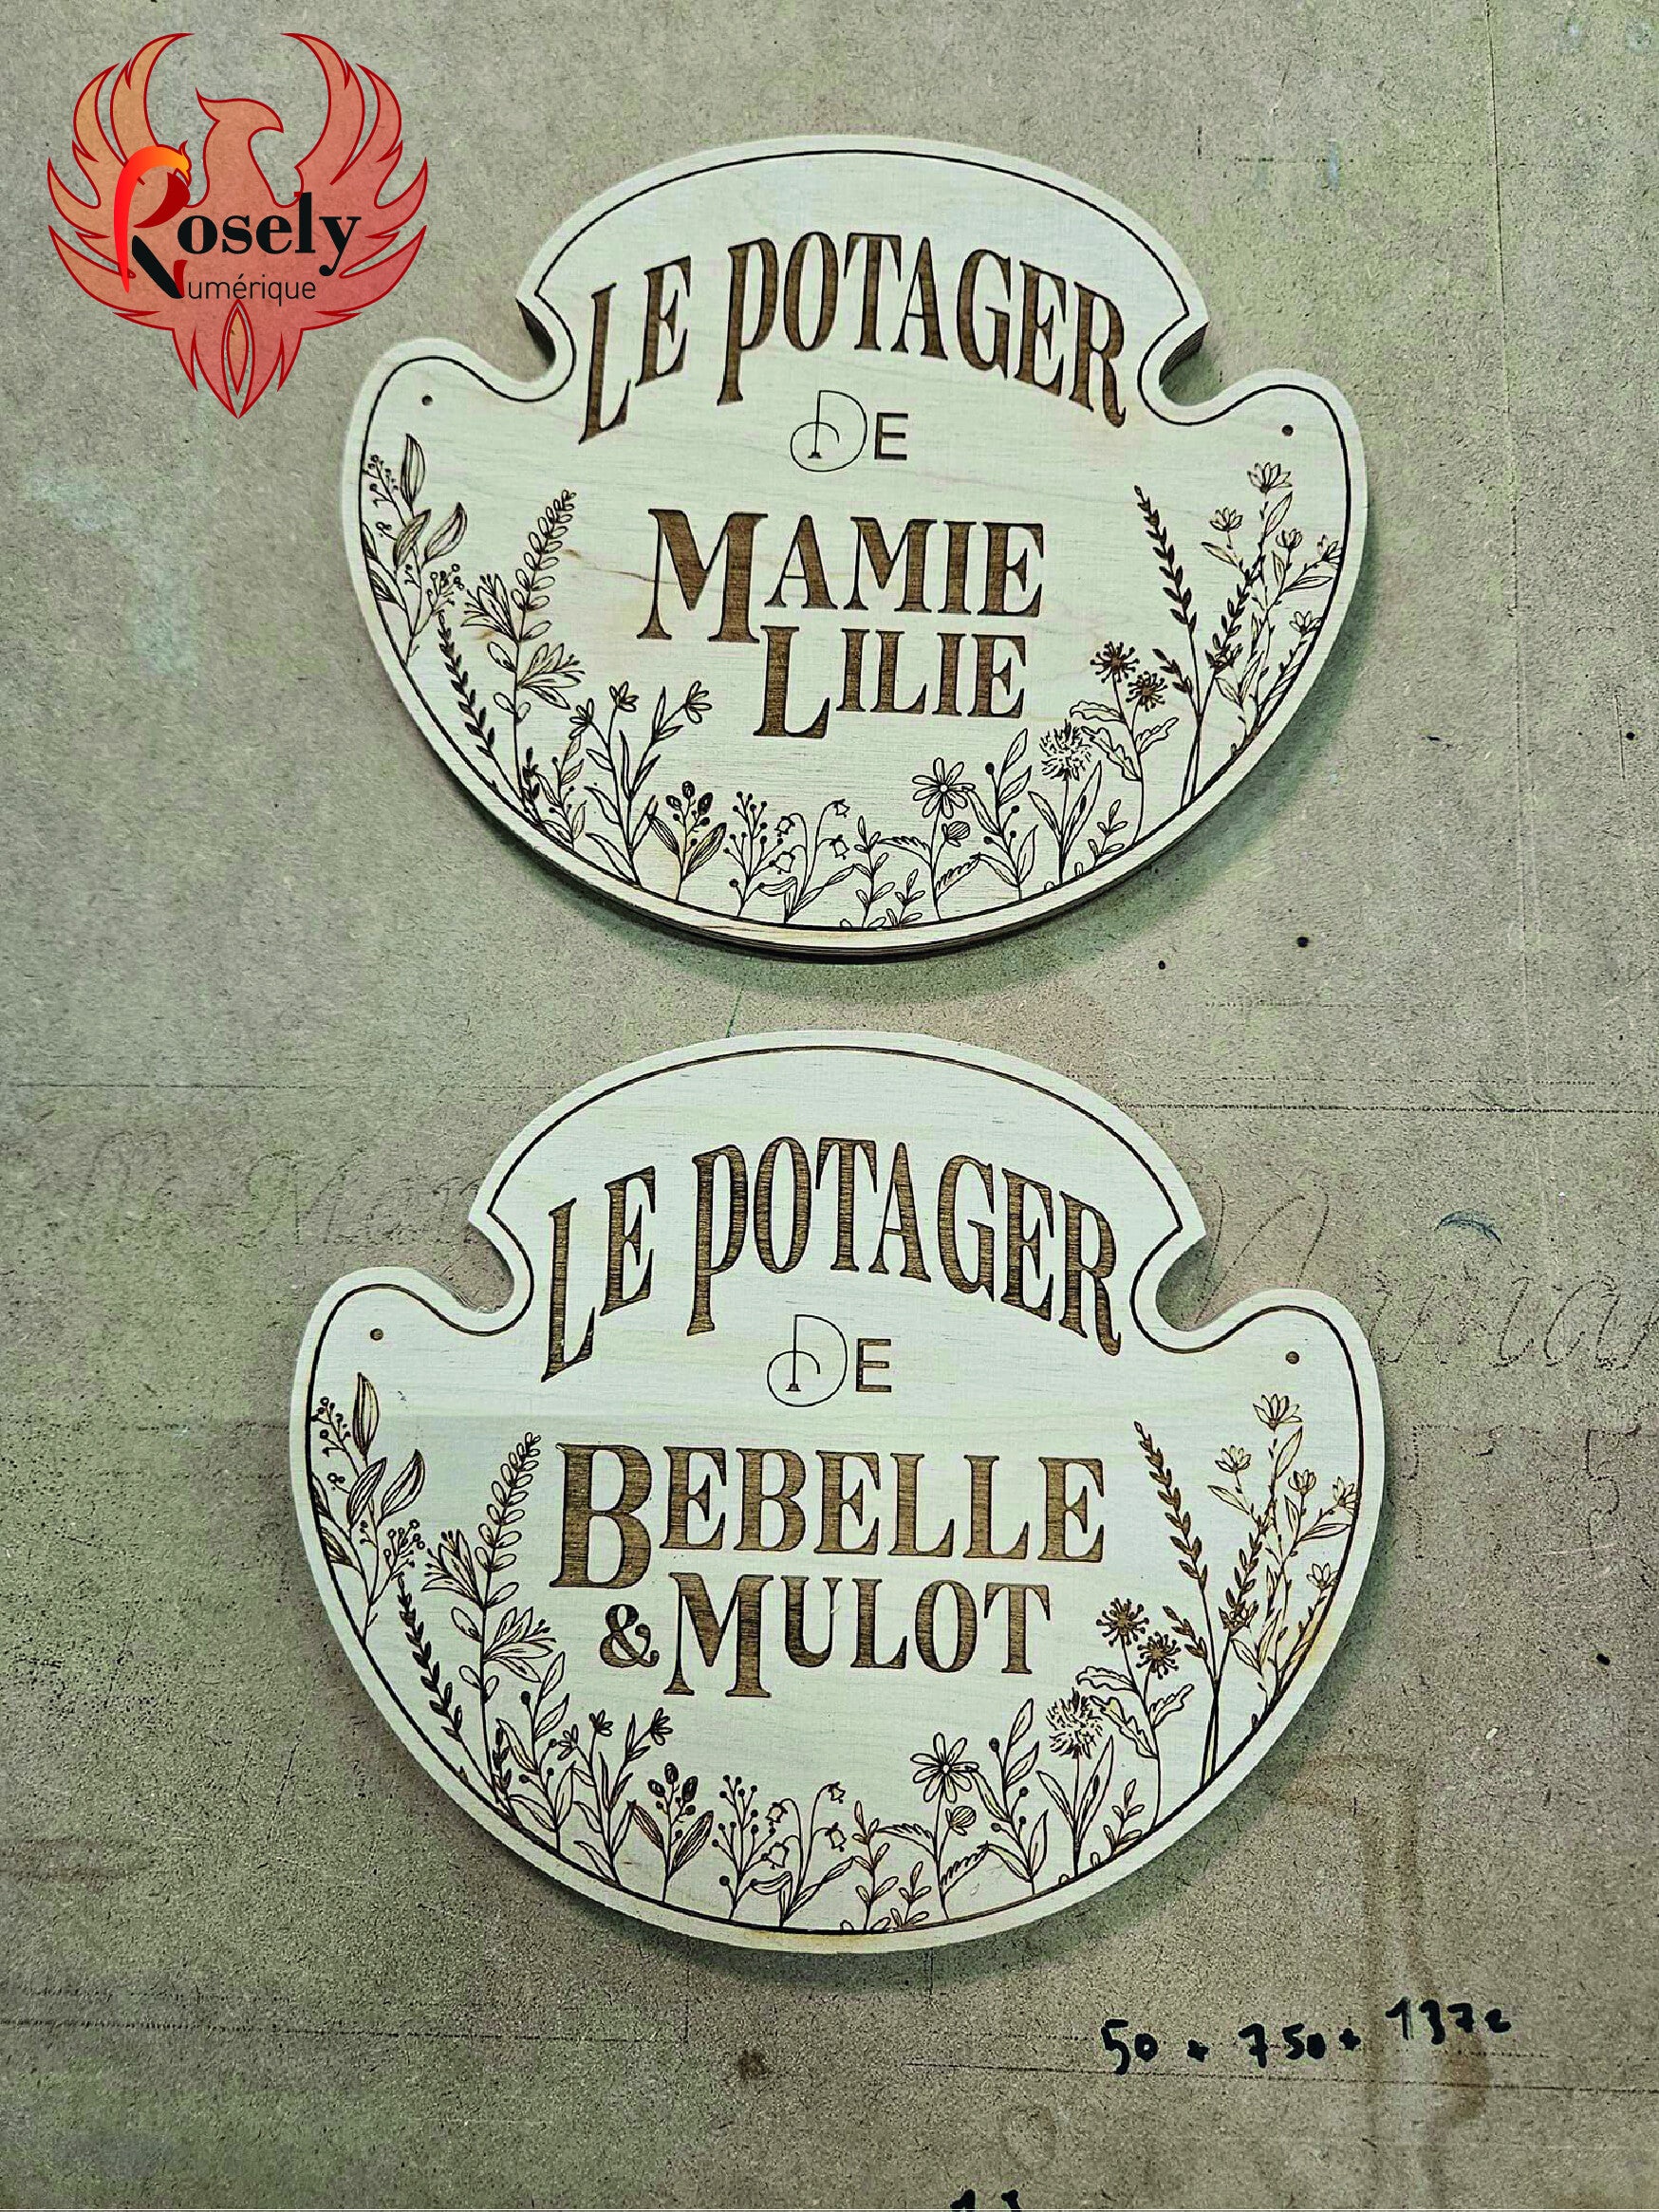 Rosely
Numérique
LE POTAGER
DE
MAMIE
LILIE
LE POTAGER
DE
BEBELLE
& MULOT